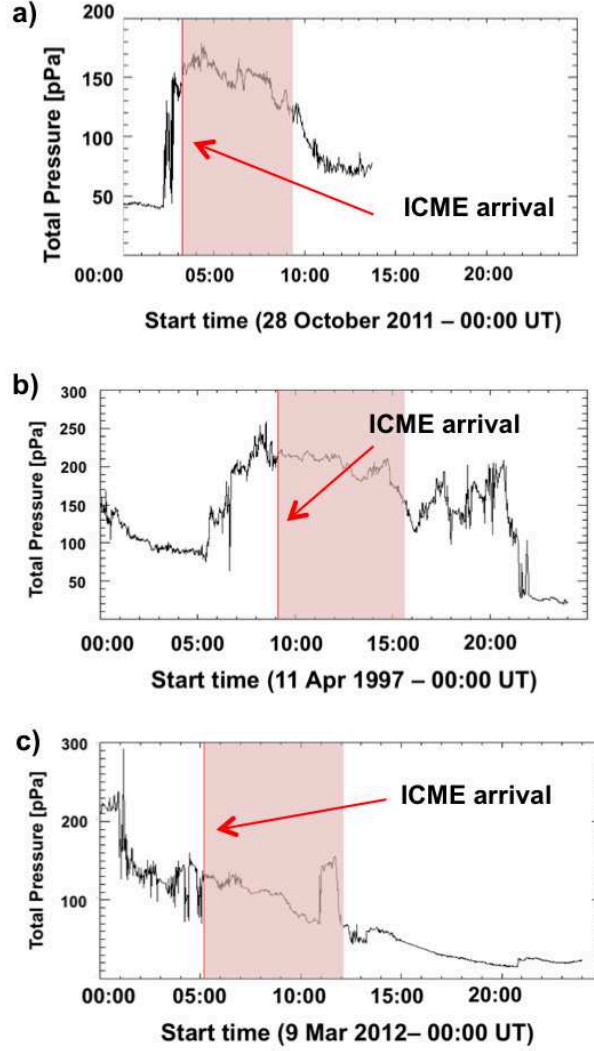 a)
200
150
100
50
Total Pressure [pPa]
ICME arrival
00:00 05:00 10:00 15:00 20:00
Start time (28 October 2011 – 00:00 UT)
b)
300
250
200
150
100
50
Total Pressure [pPa]
ICME arrival
00:00 05:00 10:00 15:00 20:00
Start time (11 Apr 1997 – 00:00 UT)
c)
300
200
100
Total Pressure [pPa]
ICME arrival
00:00 05:00 10:00 15:00 20:00
Start time (9 Mar 2012– 00:00 UT)